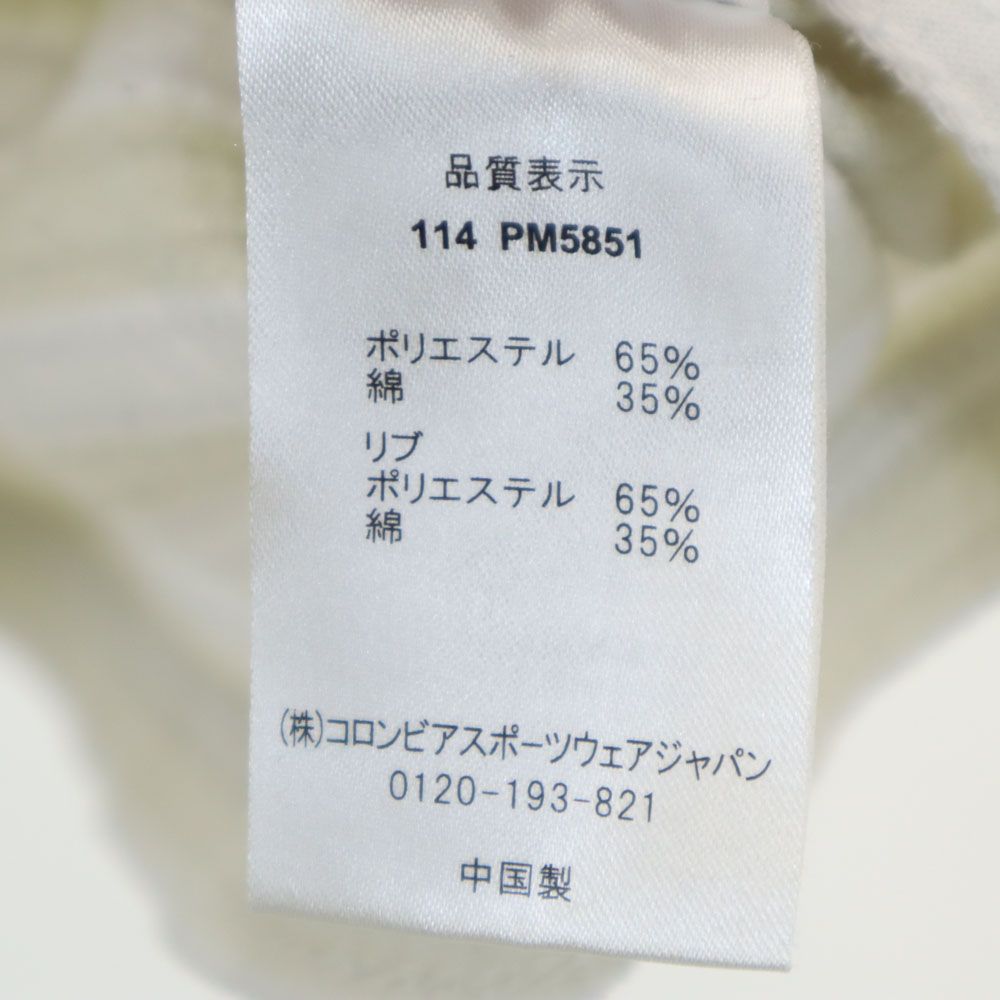 品質表示
114 PM5851
ポリエステル 65%
綿 35%
リブ
ポリエステル 65%
綿 35%
(株)コロンビアスポーツウェアジャパン
0120-193-821
中国製